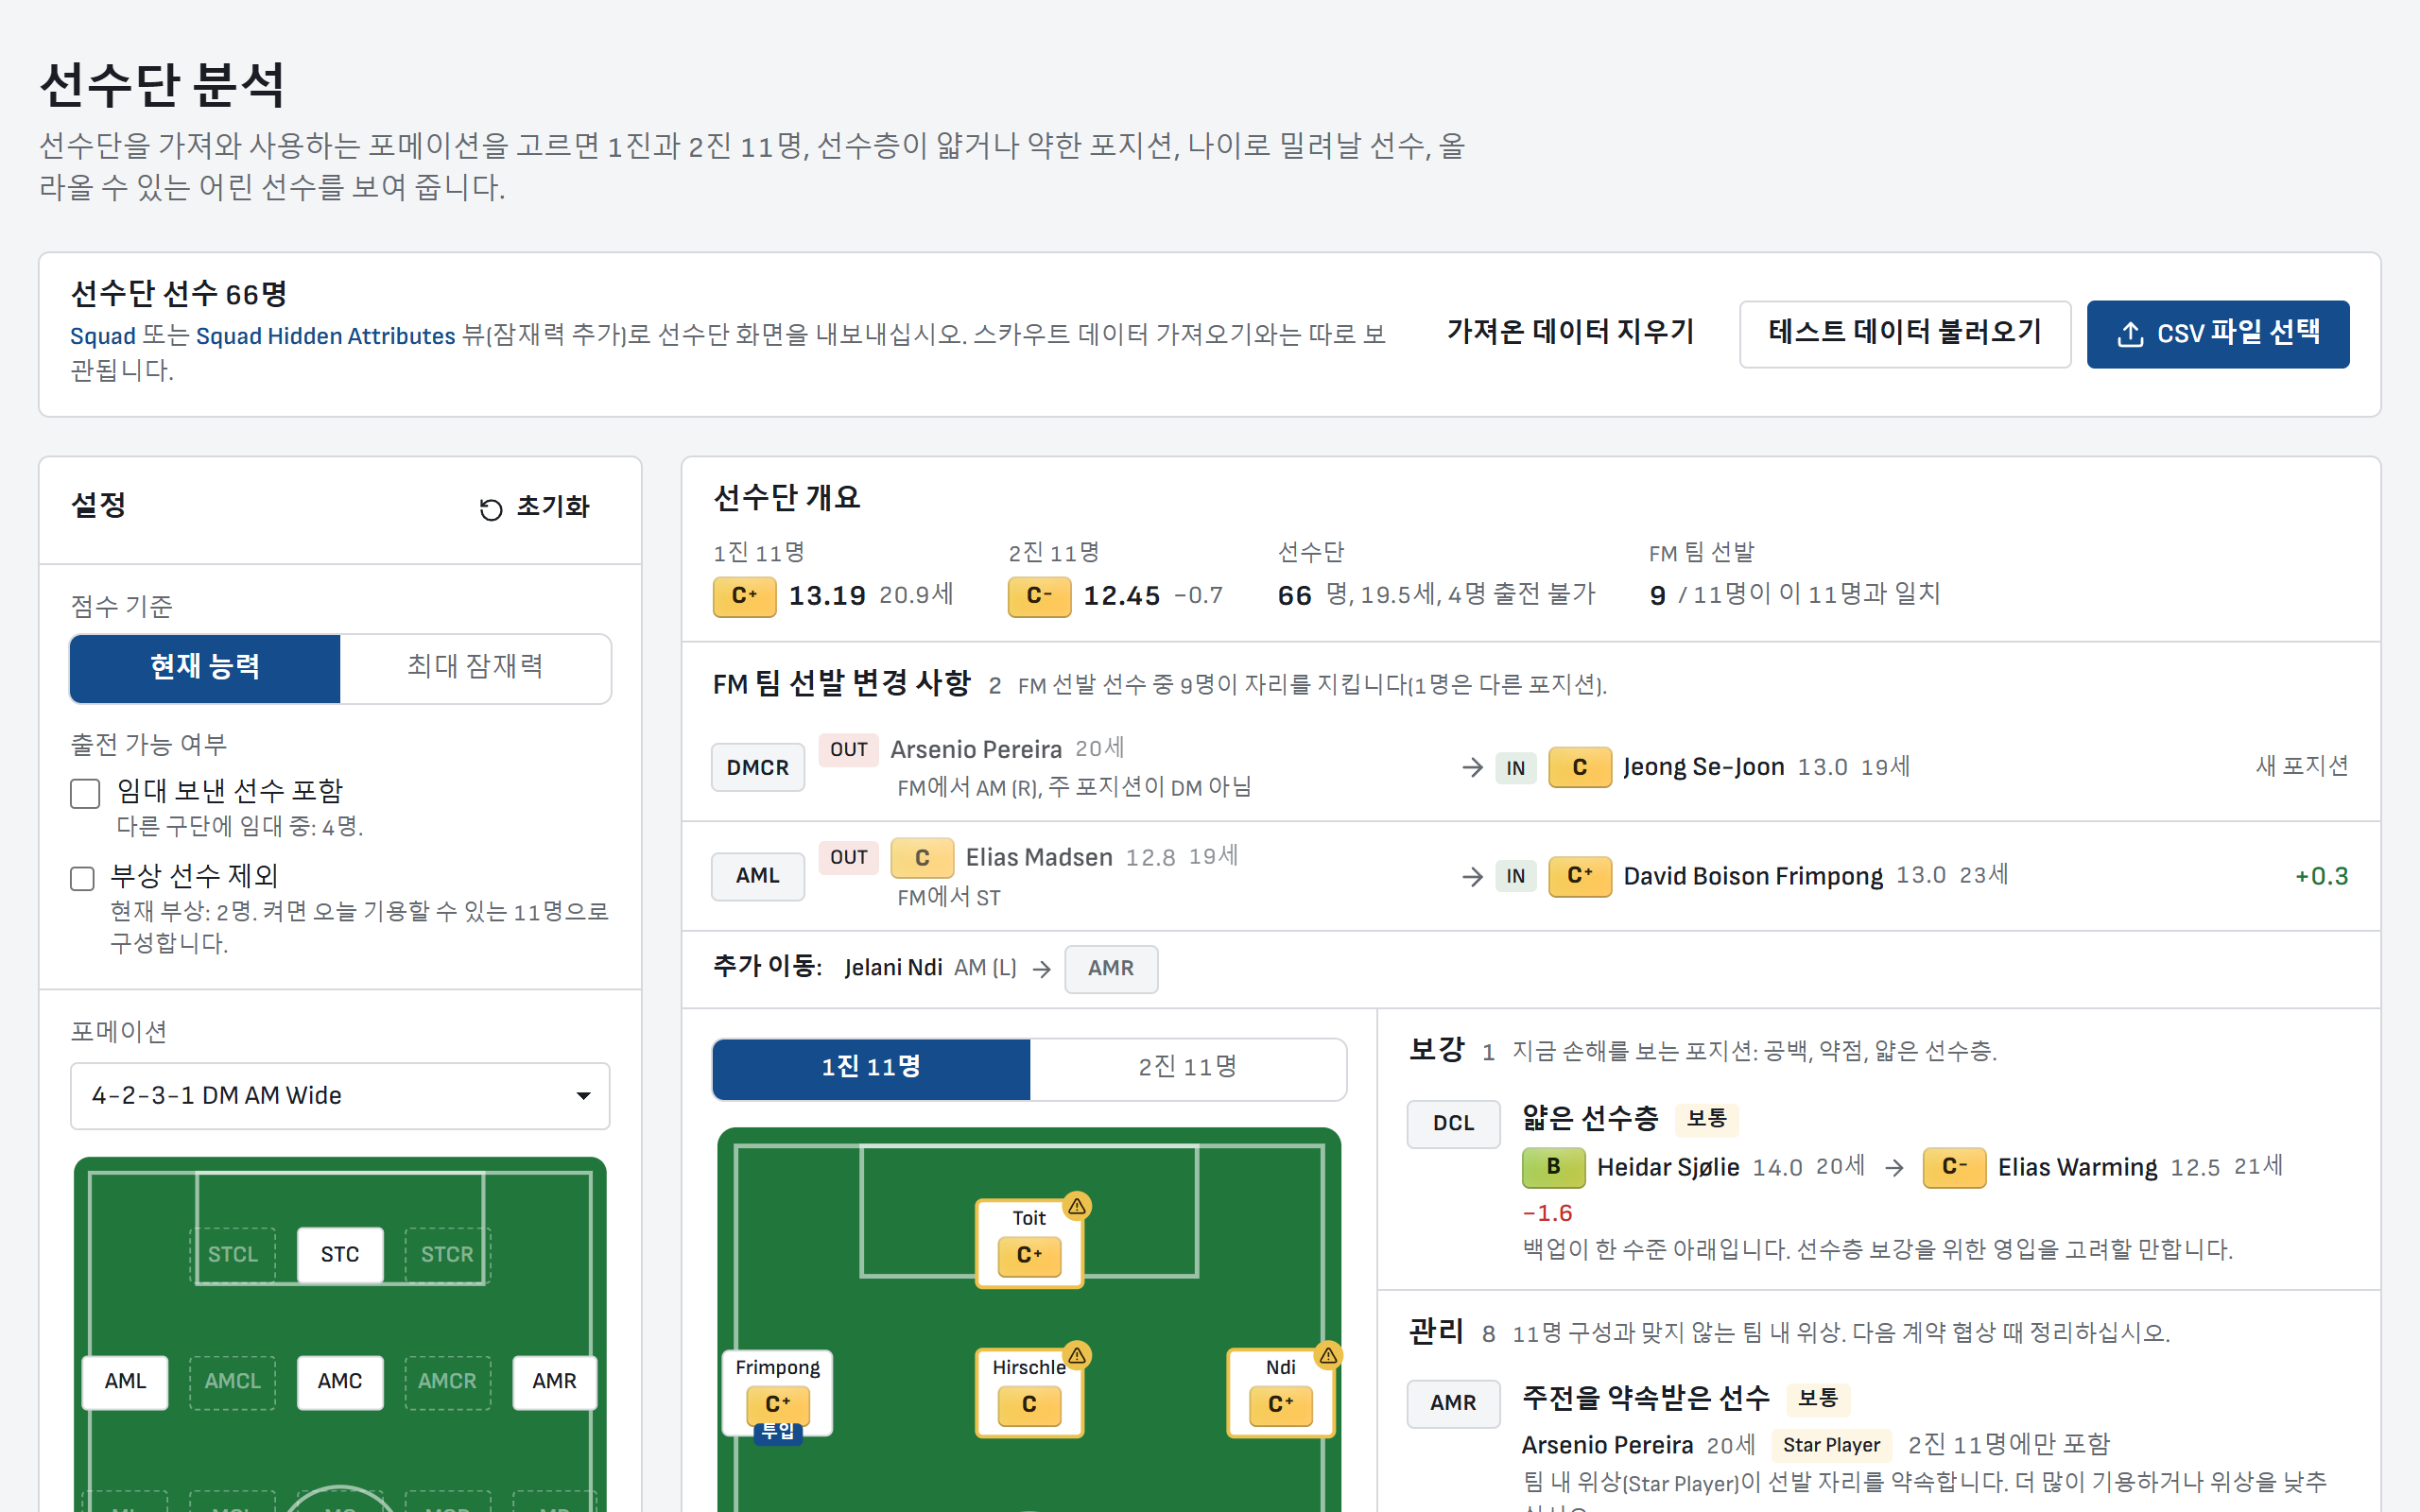 선수단 분석
선수단을 가져와 사용하는 포메이션을 고르면 1진과 2진 11명, 선수층이 얇거나 약한 포지션, 나이로 밀려날 선수, 올
라올 수 있는 어린 선수를 보여 줍니다.
선수단 선수 66명
Squad 또는 Squad Hidden Attributes 뷰(잠재력 추가)로 선수단 화면을 내보내십시오. 스카우트 데이터 가져오기와는 따로 보
관됩니다.
가져온 데이터 지우기
테스트 데이터 불러오기
CSV 파일 선택
설정
초기화
점수 기준
현재 능력
최대 잠재력
출전 가능 여부
임대 보낸 선수 포함
다른 구단에 임대 중: 4명.
부상 선수 제외
현재 부상: 2명. 켜면 오늘 기용할 수 있는 11명으로
구성합니다.
포메이션
4-2-3-1 DM AM Wide
STCL STC STCR
AML AMCL AMC AMCR AMR
선수단 개요
1진 11명
C+ 13.19 20.9세
2진 11명
C- 12.45 -0.7
선수단
66 명, 19.5세, 4명 출전 불가
FM 팀 선발
9 / 11명이 이 11명과 일치
FM 팀 선발 변경 사항 2 FM 선발 선수 중 9명이 자리를 지킵니다(1명은 다른 포지션).
DMCR OUT Arsenio Pereira 20세
FM에서 AM (R), 주 포지션이 DM 아님
→ IN C Jeong Se-Joon 13.0 19세 새 포지션
AML OUT C Elias Madsen 12.8 19세
FM에서 ST
→ IN C+ David Boison Frimpong 13.0 23세 +0.3
추가 이동: Jelani Ndi AM (L) → AMR
1진 11명
2진 11명
Toit
C+
Frimpong Hirschle Ndi
C+ C C+
투입
보강 1 지금 손해를 보는 포지션: 공백, 약점, 얇은 선수층.
DCL 얇은 선수층 보통
B Heidar Sjølie 14.0 20세 → C- Elias Warming 12.5 21세
-1.6
백업이 한 수준 아래입니다. 선수층 보강을 위한 영입을 고려할 만합니다.
관리 8 11명 구성과 맞지 않는 팀 내 위상. 다음 계약 협상 때 정리하십시오.
AMR 주전을 약속받은 선수 보통
Arsenio Pereira 20세 Star Player 2진 11명에만 포함
팀 내 위상(Star Player)이 선발 자리를 약속합니다. 더 많이 기용하거나 위상을 낮추